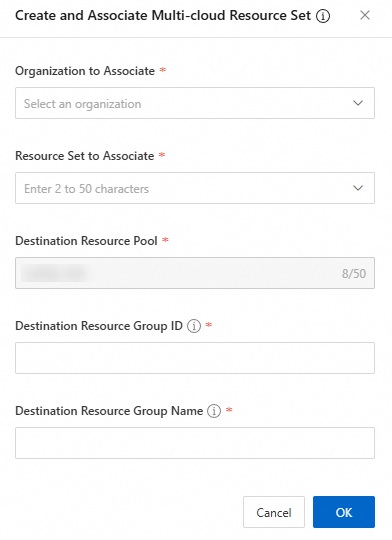 Create and Associate Multi-cloud Resource Set
Organization to Associate *
Select an organization
Resource Set to Associate *
Enter 2 to 50 characters
Destination Resource Pool *
8/50
Destination Resource Group ID *
Destination Resource Group Name *
Cancel OK